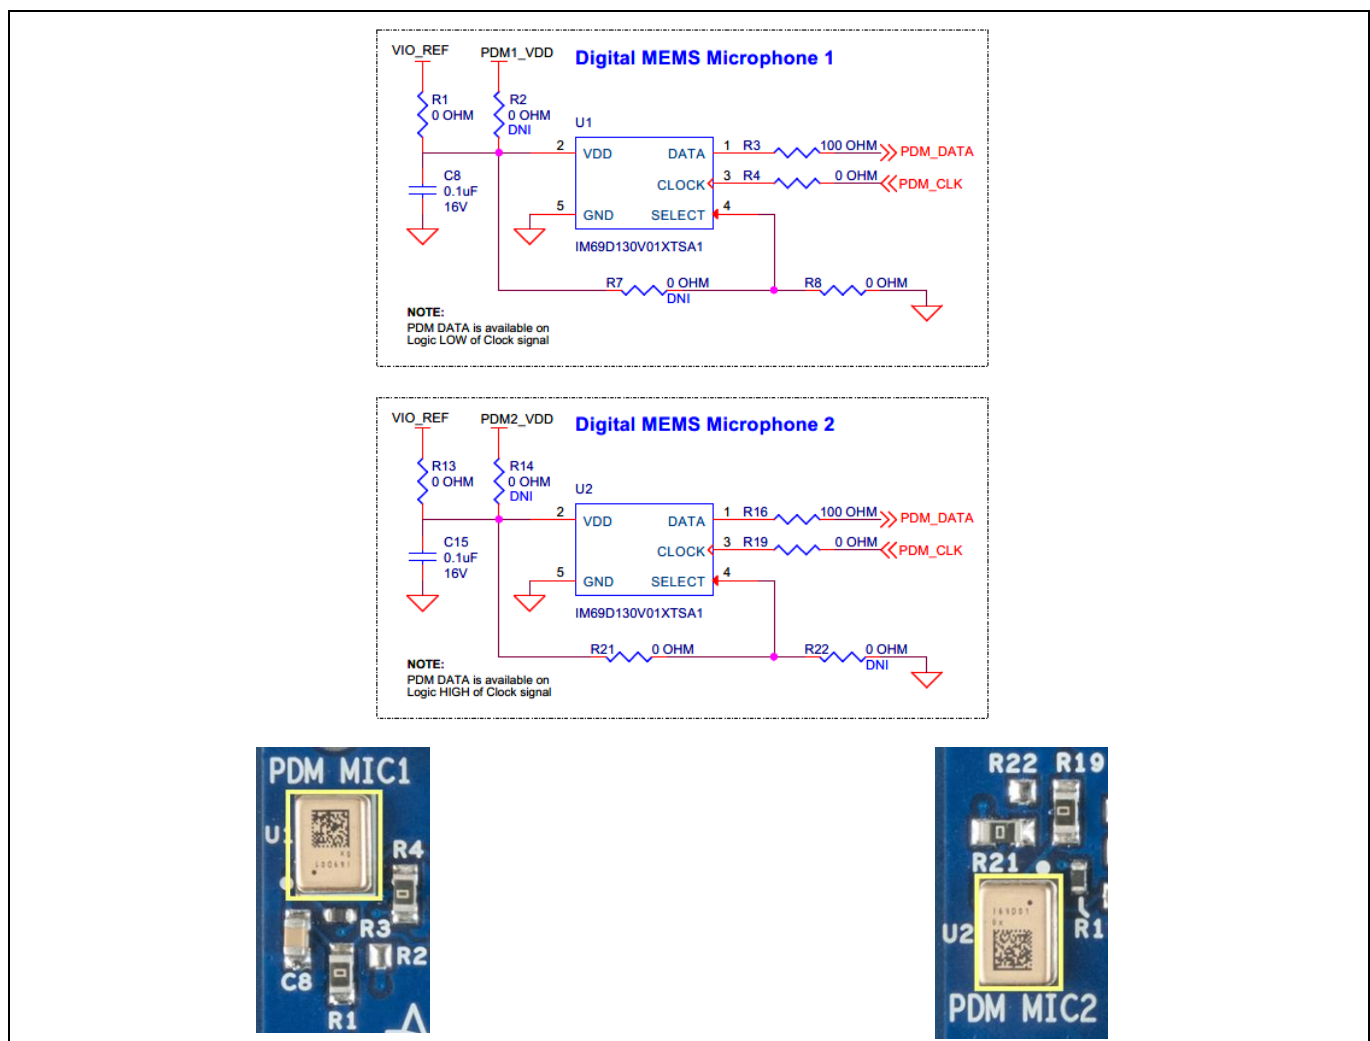 VIO_REF PDM1_VDD Digital MEMS Microphone 1
R1 R2
0 OHM 0 OHM
DNI
U1
2 VDD DATA 1 R3 100 OHM PDM_DATA
CLOCK 3 R4 0 OHM PDM_CLK
C8
0.1uF
16V
5 GND SELECT 4
IM69D130V01XTSA1
R7 0 OHM R8 0 OHM
DNI
NOTE:
PDM DATA is available on
Logic LOW of Clock signal
VIO_REF PDM2_VDD Digital MEMS Microphone 2
R13 R14
0 OHM 0 OHM
DNI
U2
2 VDD DATA 1 R16 100 OHM PDM_DATA
CLOCK 3 R19 0 OHM PDM_CLK
C15
0.1uF
16V
5 GND SELECT 4
IM69D130V01XTSA1
R21 0 OHM R22 0 OHM
DNI
NOTE:
PDM DATA is available on
Logic HIGH of Clock signal
PDM MIC1
U1
R4
R3
R2
C8
R1
R22 R19
R21
I69D01
U2
R1
PDM MIC2